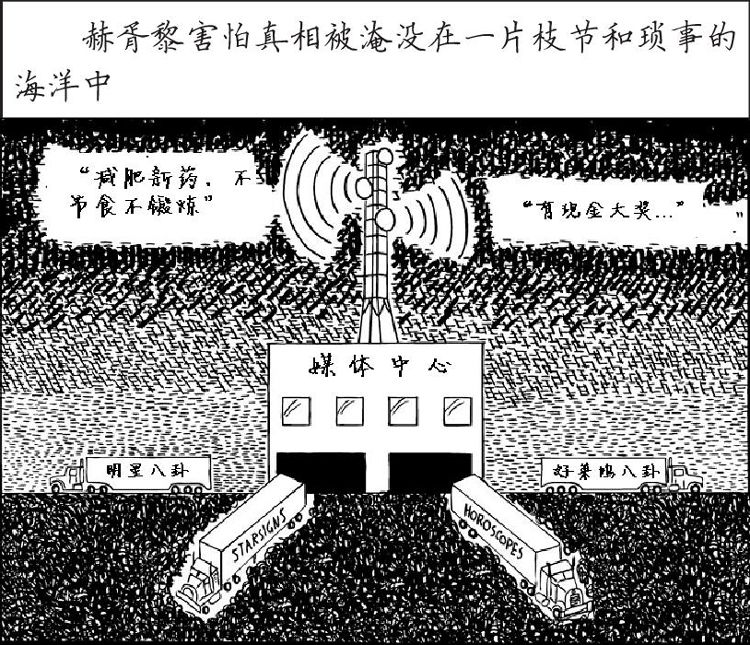 赫胥黎害怕真相被淹没在一片枝节和琐事的
海洋中
“减肥新药，不
节食不锻炼”
“有现金大奖...”
媒体中心
明星八卦
好莱坞八卦
STARSIGNS
HOROSCOPES